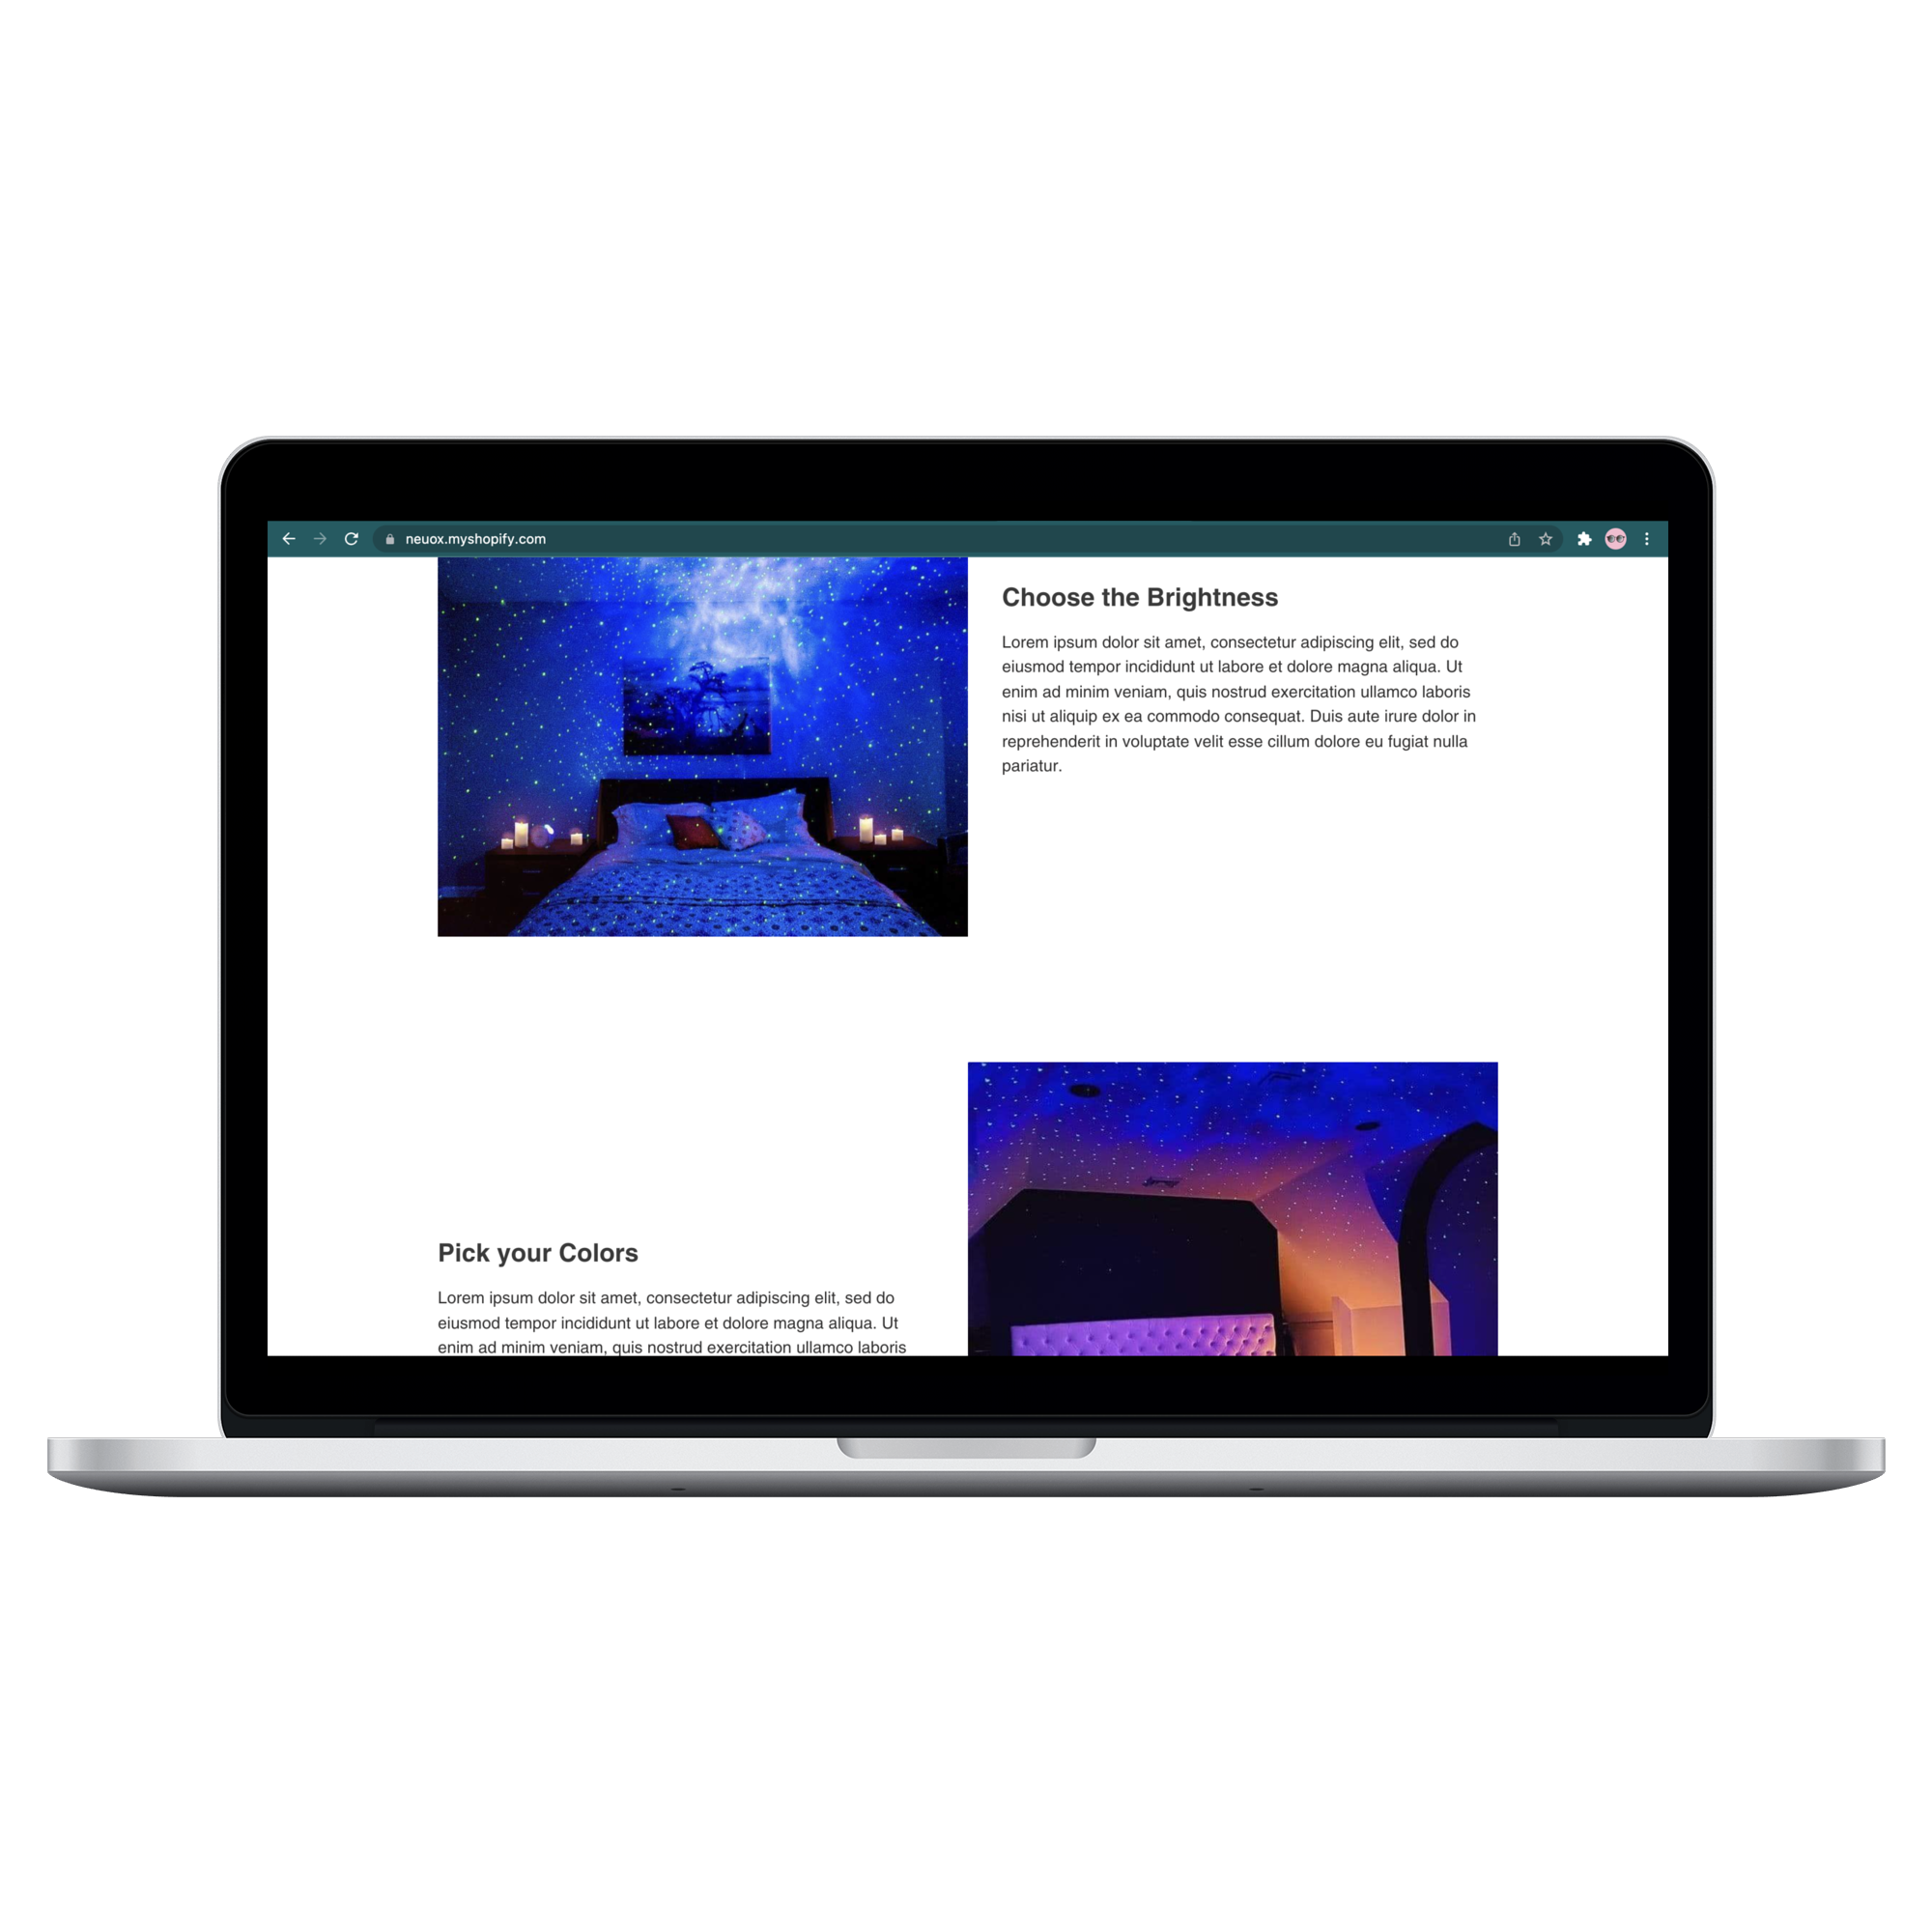 neuox.myshopify.com
Choose the Brightness
Lorem ipsum dolor sit amet, consectetur adipiscing elit, sed do
eiusmod tempor incididunt ut labore et dolore magna aliqua. Ut
enim ad minim veniam, quis nostrud exercitation ullamco laboris
nisi ut aliquip ex ea commodo consequat. Duis aute irure dolor in
reprehenderit in voluptate velit esse cillum dolore eu fugiat nulla
pariatur.
Pick your Colors
Lorem ipsum dolor sit amet, consectetur adipiscing elit, sed do
eiusmod tempor incididunt ut labore et dolore magna aliqua. Ut
enim ad minim veniam, quis nostrud exercitation ullamco laboris